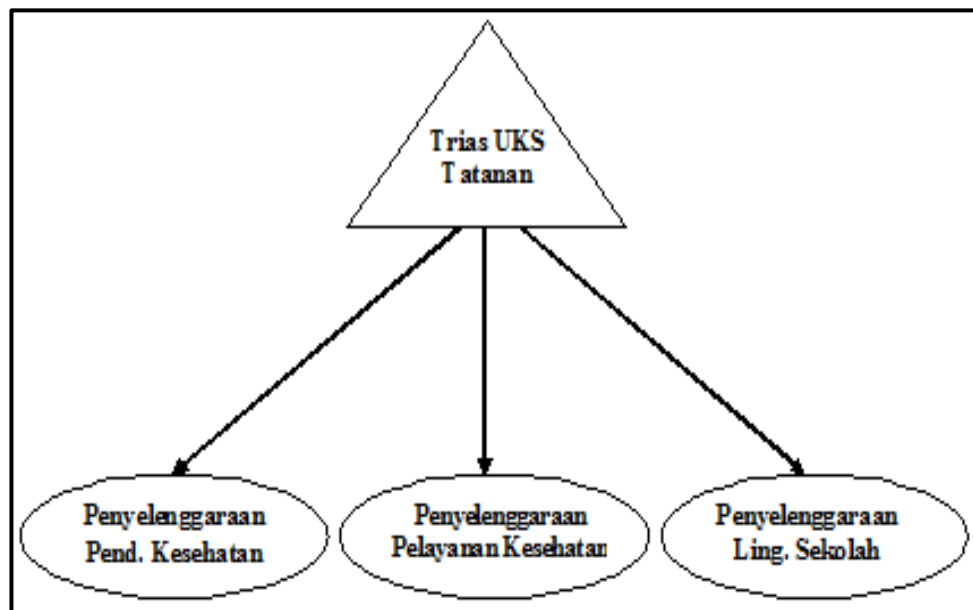 Trias UKS
Tatanan
Penyelenggaraan
Pend. Kesehatan
Penyelenggaraan
Pelayanan Kesehatan
Penyelenggaraan
Ling. Sekolah